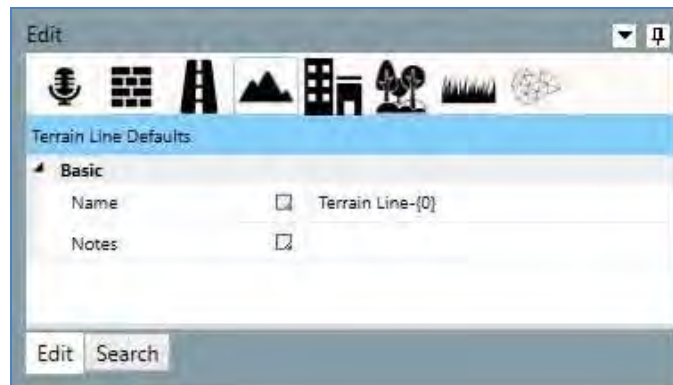 Edit
Terrain Line Defaults
Basic
Name Terrain Line-{0}
Notes
Edit Search